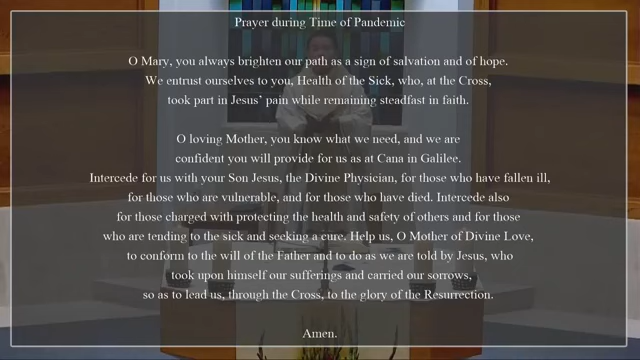 Prayer during Time of Pandemic
O Mary, you always brighten our path as a sign of salvation and of hope.
We entrust ourselves to you, Health of the Sick, who, at the Cross,
took part in Jesus' pain while remaining steadfast in faith.
O loving Mother, you know what we need, and we are
confident you will provide for us as at Cana in Galilee.
Intercede for us with your Son Jesus, the Divine Physician, for those who have fallen ill,
for those who are vulnerable, and for those who have died. Intercede also
for those charged with protecting the health and safety of others and for those
who are tending to the sick and seeking a cure. Help us, O Mother of Divine Love,
to conform to the will of the Father and to do as we are told by Jesus, who
took upon himself our sufferings and carried our sorrows,
so as to lead us, through the Cross, to the glory of the Resurrection.
Amen.